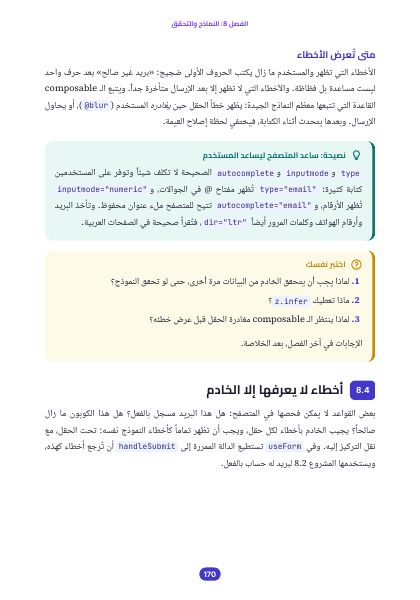 الفصل 8: النماذج والتحقق
متى تُعرض الأخطاء
الأخطاء التي تظهر والمستخدم ما زال يكتب الحروف الأولى ضجيج: «بريد غير صالح» بعد حرف واحد
ليست مساعدة بل فظاظة. والأخطاء التي لا تظهر إلا بعد الإرسال متأخرة جداً. ويتبع الـ composable
القاعدة التي تتبعها معظم النماذج الجيدة: يظهر خطأ الحقل حين يغادره المستخدم (@blur)، أو يحاول
الإرسال. وبعدها يتحدث أثناء الكتابة، فيختفي لحظة إصلاح القيمة.
نصيحة: ساعد المتصفح ليساعد المستخدم
type و inputmode و autocomplete الصحيحة لا تكلف شيئاً وتوفر على المستخدمين
كتابة كثيرة: type="email" تُظهر مفتاح @ في الجوالات، و inputmode="numeric"
تُظهر الأرقام، و autocomplete="email" تتيح للمتصفح ملء عنوان محفوظ. وتأخذ البريد
وأرقام الهواتف وكلمات المرور أيضاً dir="ltr"، فتُقرأ صحيحة في الصفحات العربية.
اختبر نفسك
1. لماذا يجب أن يتحقق الخادم من البيانات مرة أخرى، حتى لو تحقق النموذج؟
2. ماذا تعطيك z.infer؟
3. لماذا ينتظر الـ composable مغادرة الحقل قبل عرض خطئه؟
الإجابات في آخر الفصل، بعد الخلاصة.
8.4 أخطاء لا يعرفها إلا الخادم
بعض القواعد لا يمكن فحصها في المتصفح: هل هذا البريد مسجل بالفعل؟ هل هذا الكوبون ما زال
صالحاً؟ يجيب الخادم بأخطاء لكل حقل، ويجب أن تظهر تماماً كأخطاء النموذج نفسه: تحت الحقل، مع
نقل التركيز إليه. وفي useForm تستطيع الدالة الممررة إلى handleSubmit أن تُرجع أخطاء كهذه،
ويستخدمها المشروع 8.2 لبريد له حساب بالفعل.
170